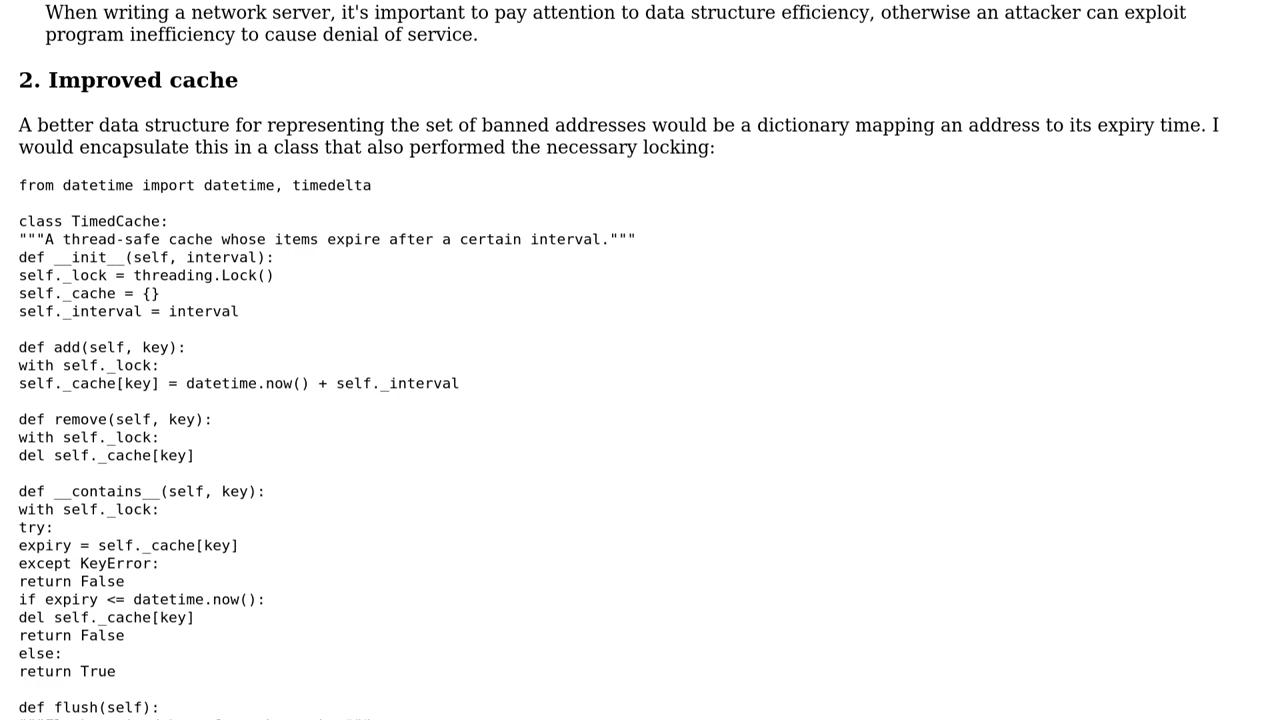 When writing a network server, it's important to pay attention to data structure efficiency, otherwise an attacker can exploit
program inefficiency to cause denial of service.
2. Improved cache
A better data structure for representing the set of banned addresses would be a dictionary mapping an address to its expiry time. I
would encapsulate this in a class that also performed the necessary locking:
from datetime import datetime, timedelta
class TimedCache:
"""A thread-safe cache whose items expire after a certain interval."""
def __init__(self, interval):
self._lock = threading.Lock()
self._cache = {}
self._interval = interval
def add(self, key):
with self._lock:
self._cache[key] = datetime.now() + self._interval
def remove(self, key):
with self._lock:
del self._cache[key]
def __contains__(self, key):
with self._lock:
try:
expiry = self._cache[key]
except KeyError:
return False
if expiry <= datetime.now():
del self._cache[key]
return False
else:
return True
def flush(self):